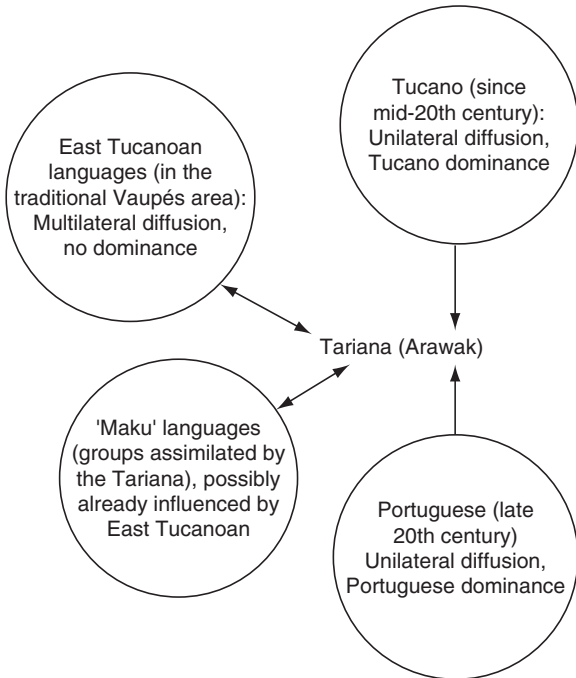 East Tucanoan
languages (in the
traditional Vaupés area):
Multilateral diffusion,
no dominance
Tucano (since
mid-20th century):
Unilateral diffusion,
Tucano dominance
Tariana (Arawak)
'Maku' languages
(groups assimilated by
the Tariana), possibly
already influenced by
East Tucanoan
Portuguese (late
20th century)
Unilateral diffusion,
Portuguese dominance